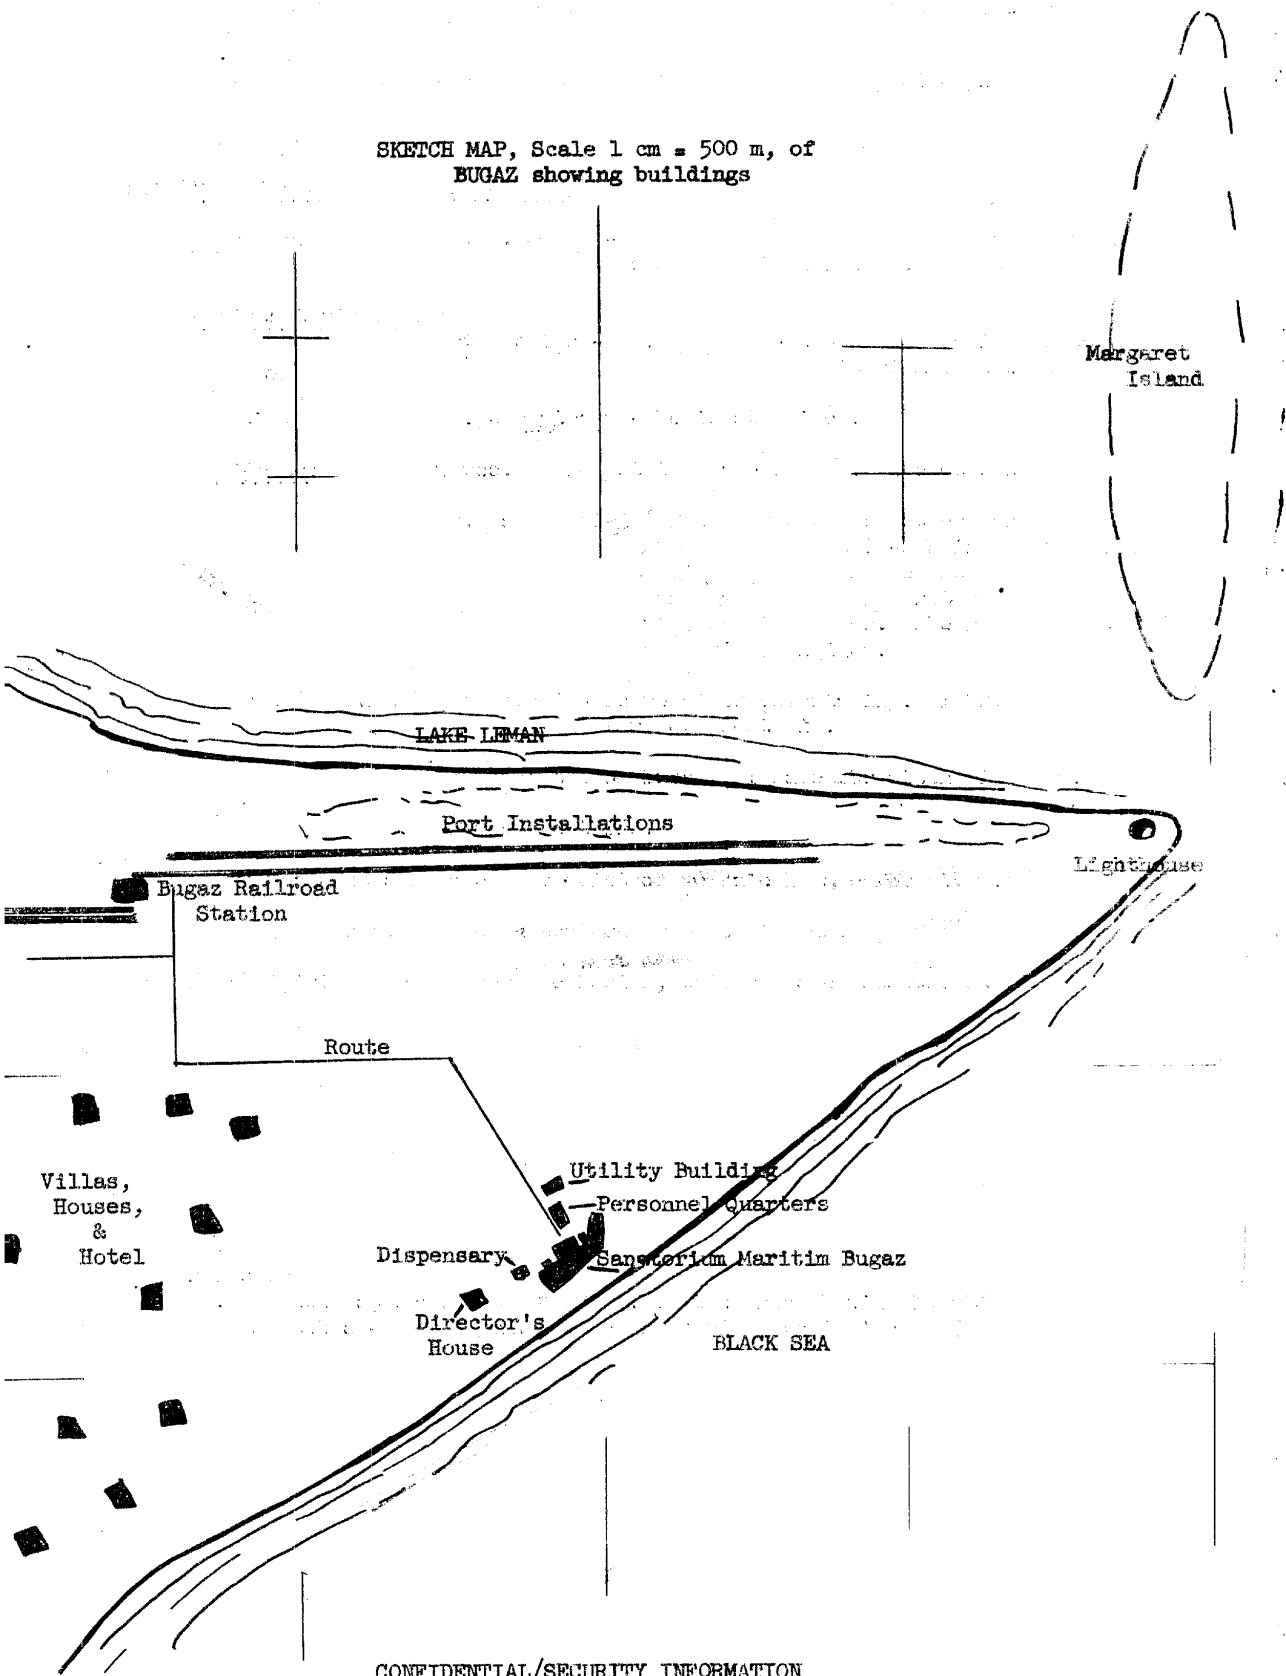 SKETCH MAP, Scale 1 cm = 500 m, of
BUGAZ showing buildings
Margaret
Island
LAKE LEMAN
Port Installations
Lighthouse
Bugaz Railroad
Station
Route
Villas,
Houses,
&
Hotel
Utility Building
Personnel Quarters
Dispensary
Sanatorium Maritim Bugaz
Director's
House
BLACK SEA
CONFIDENTIAL/SECURITY INFORMATION